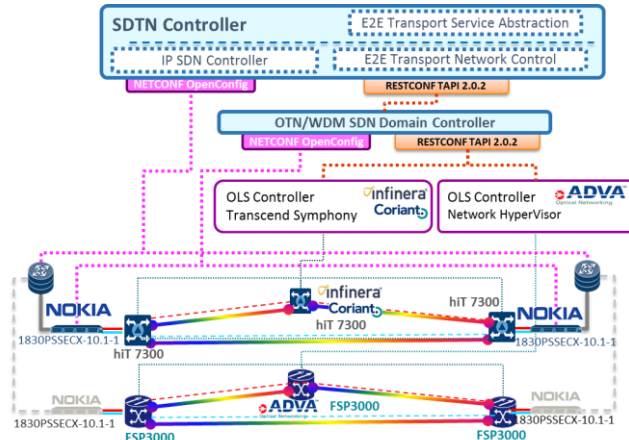 SDTN Controller
E2E Transport Service Abstraction
IP SDN Controller
E2E Transport Network Control
NETCONF OpenConfig
RESTCONF TAPI 2.0.2
OTN/WDM SDN Domain Controller
NETCONF OpenConfig
RESTCONF TAPI 2.0.2
OLS Controller
Transcend Symphony
infinera
Coriant
OLS Controller
Network HyperVisor
ADVA
Optical Networking
infinera
Coriant
hiT 7300
hiT 7300
NOKIA
NOKIA
1830PSSECX-10.1-1
hiT 7300
1830PSSECX-10.1-1
NOKIA
1830PSSECX-10.1-1
ADVA
Optical Networking
FSP3000
NOKIA
1830PSSECX-10.1-1
FSP3000
FSP3000